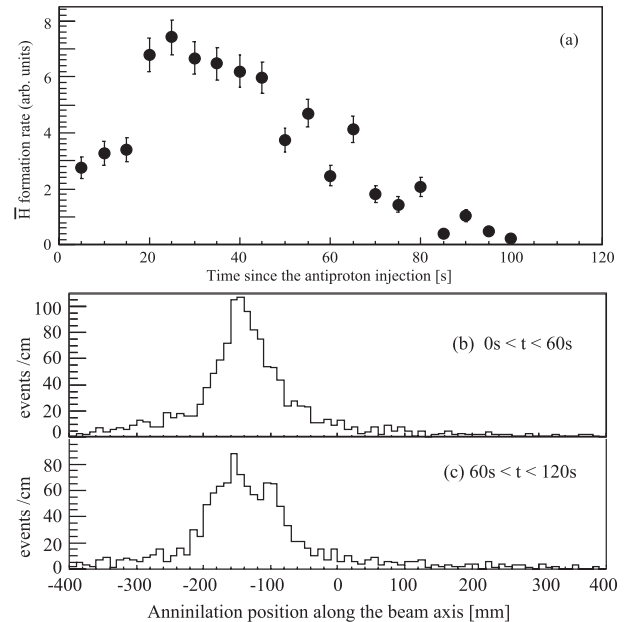 8
6
4
2
0
H̅ formation rate (arb. units)
(a)
0 20 40 60 80 100 120
Time since the antiproton injection [s]
100
80
60
40
20
0
events /cm
(b) 0s < t < 60s
80
60
40
20
0
events /cm
(c) 60s < t < 120s
-400 -300 -200 -100 0 100 200 300 400
Anninilation position along the beam axis [mm]